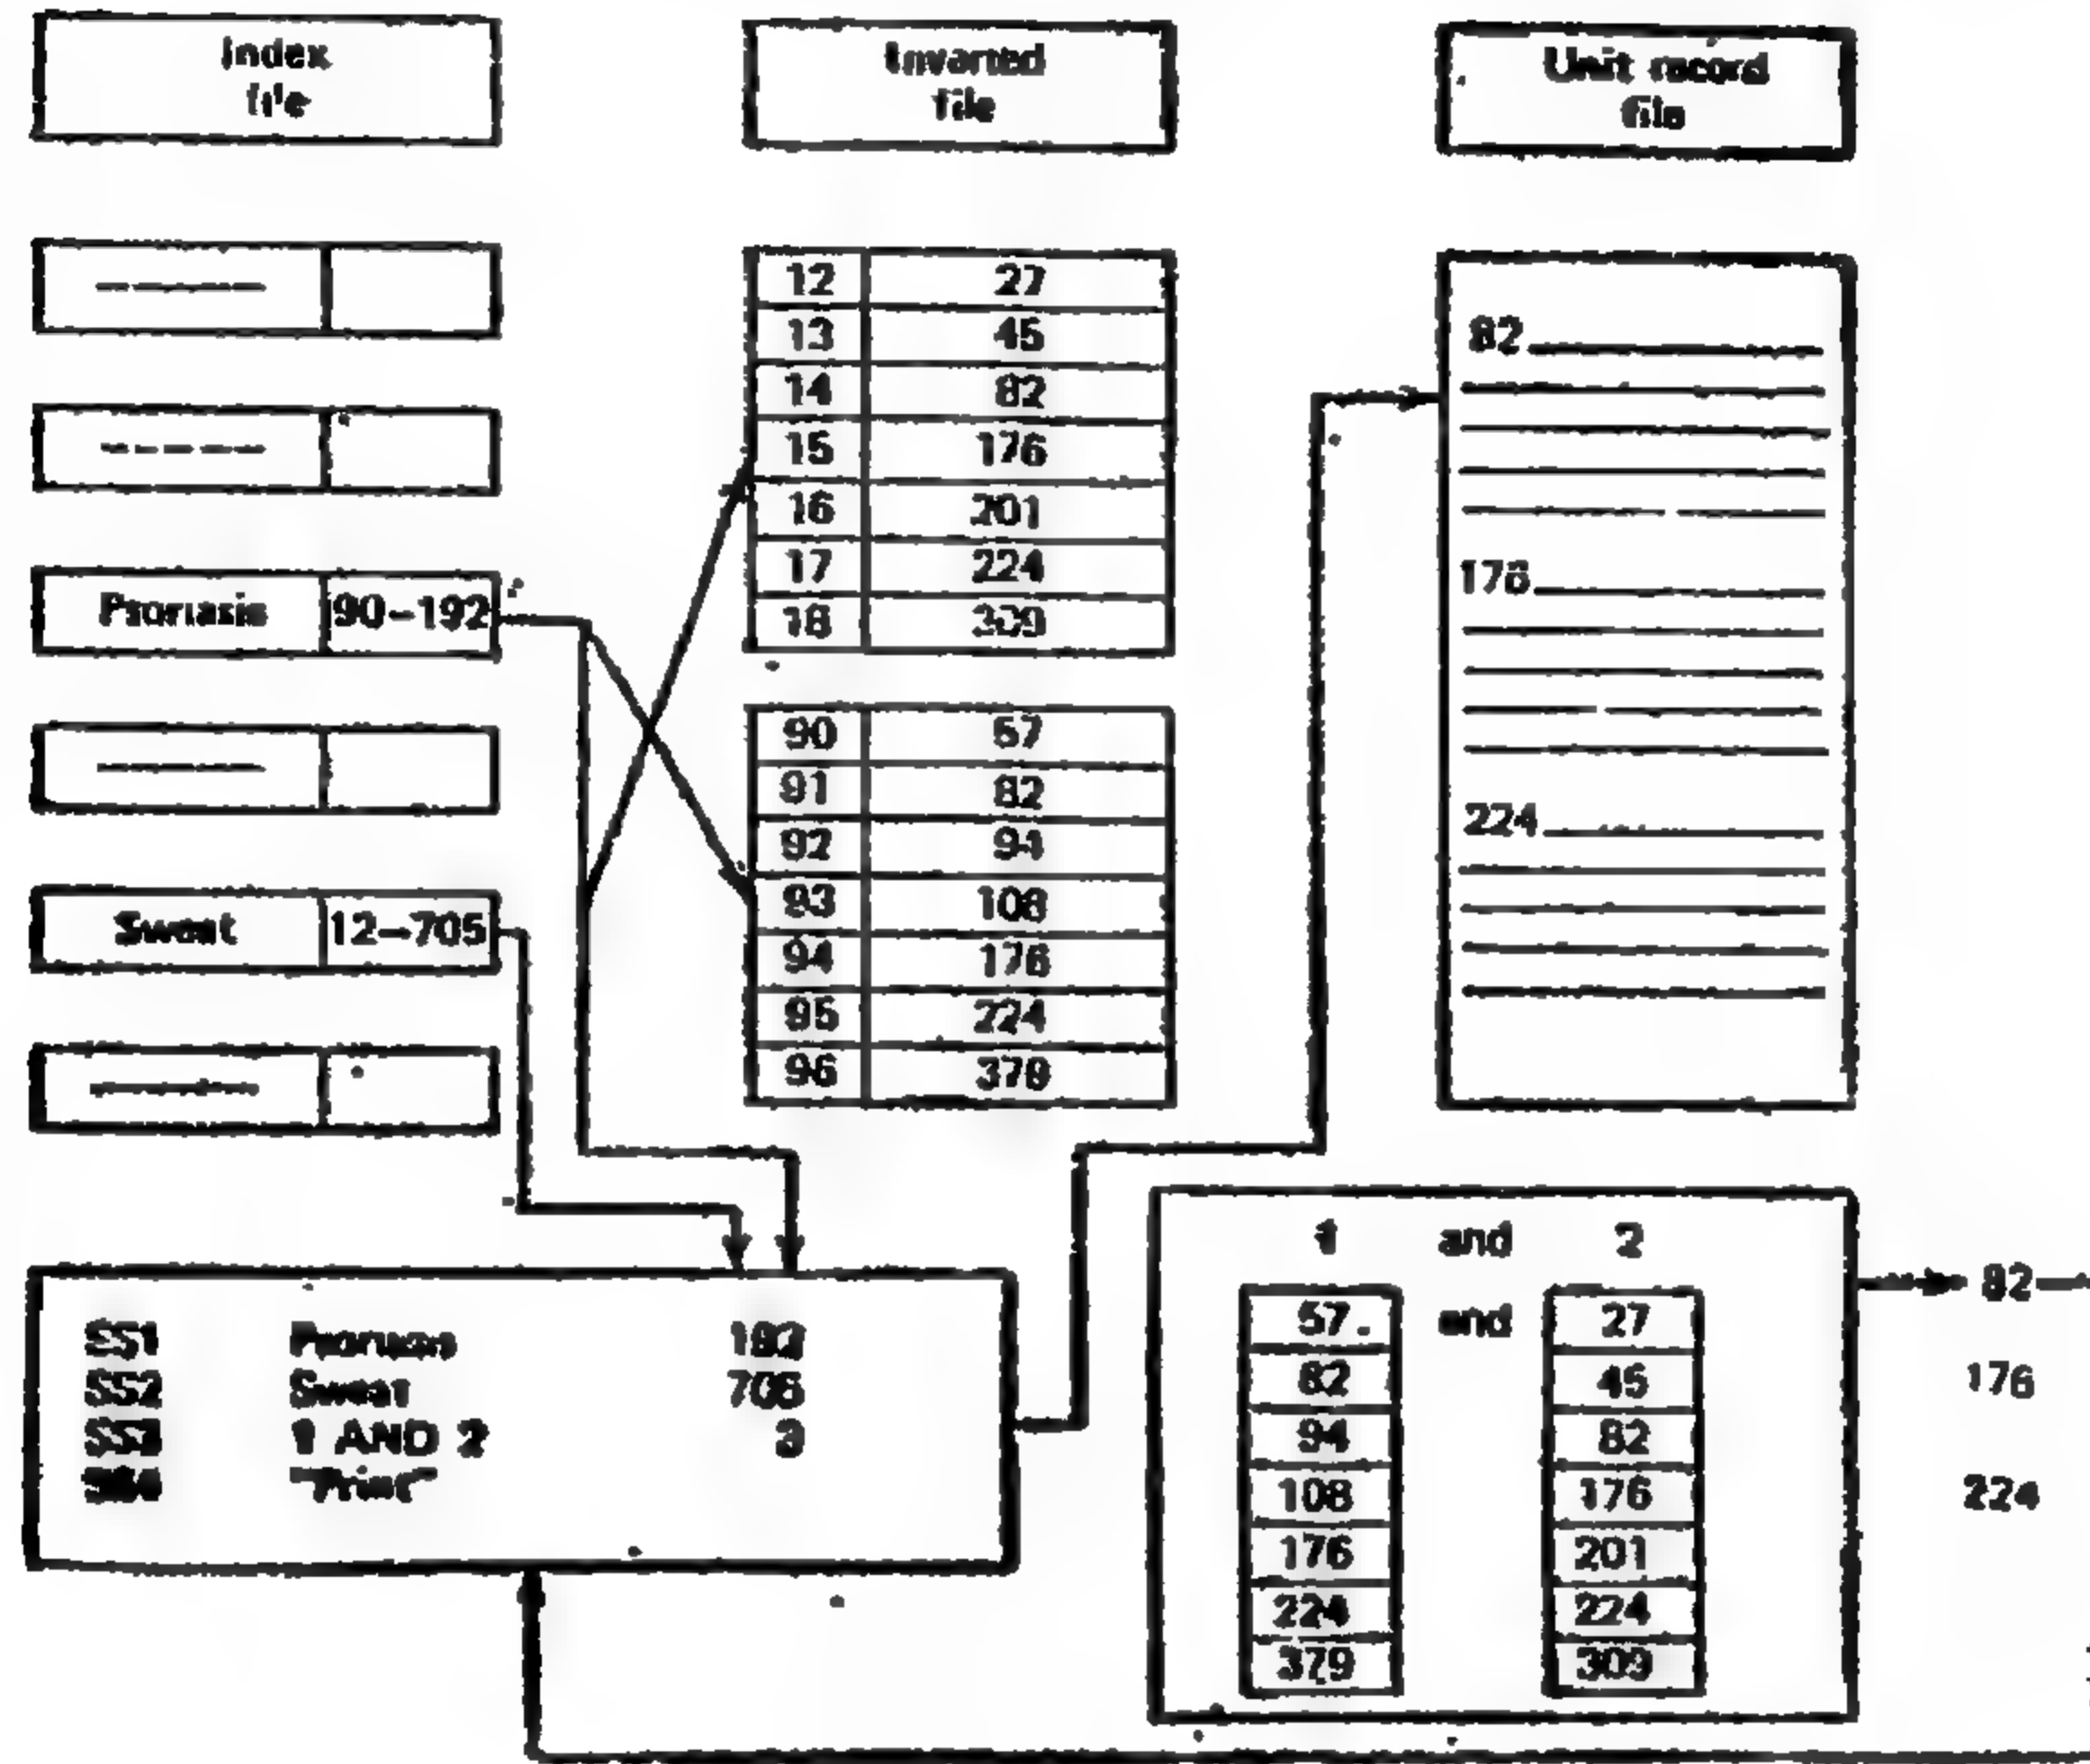 Index
file
Inverted
file
Unit record
file
12 27
13 45
14 82
15 176
16 201
17 224
18 309
Psoriasis 90-192
90 57
91 82
92 94
93 108
94 176
95 224
96 379
Sweat 12-705
82
176
224
SS1 Psoriasis 192
SS2 Sweat 705
SS3 1 AND 2 3
SS4 "Print"
1 and 2
57. and 27
82 45
94 82
108 176
176 201
224 224
379 309
82
176
224